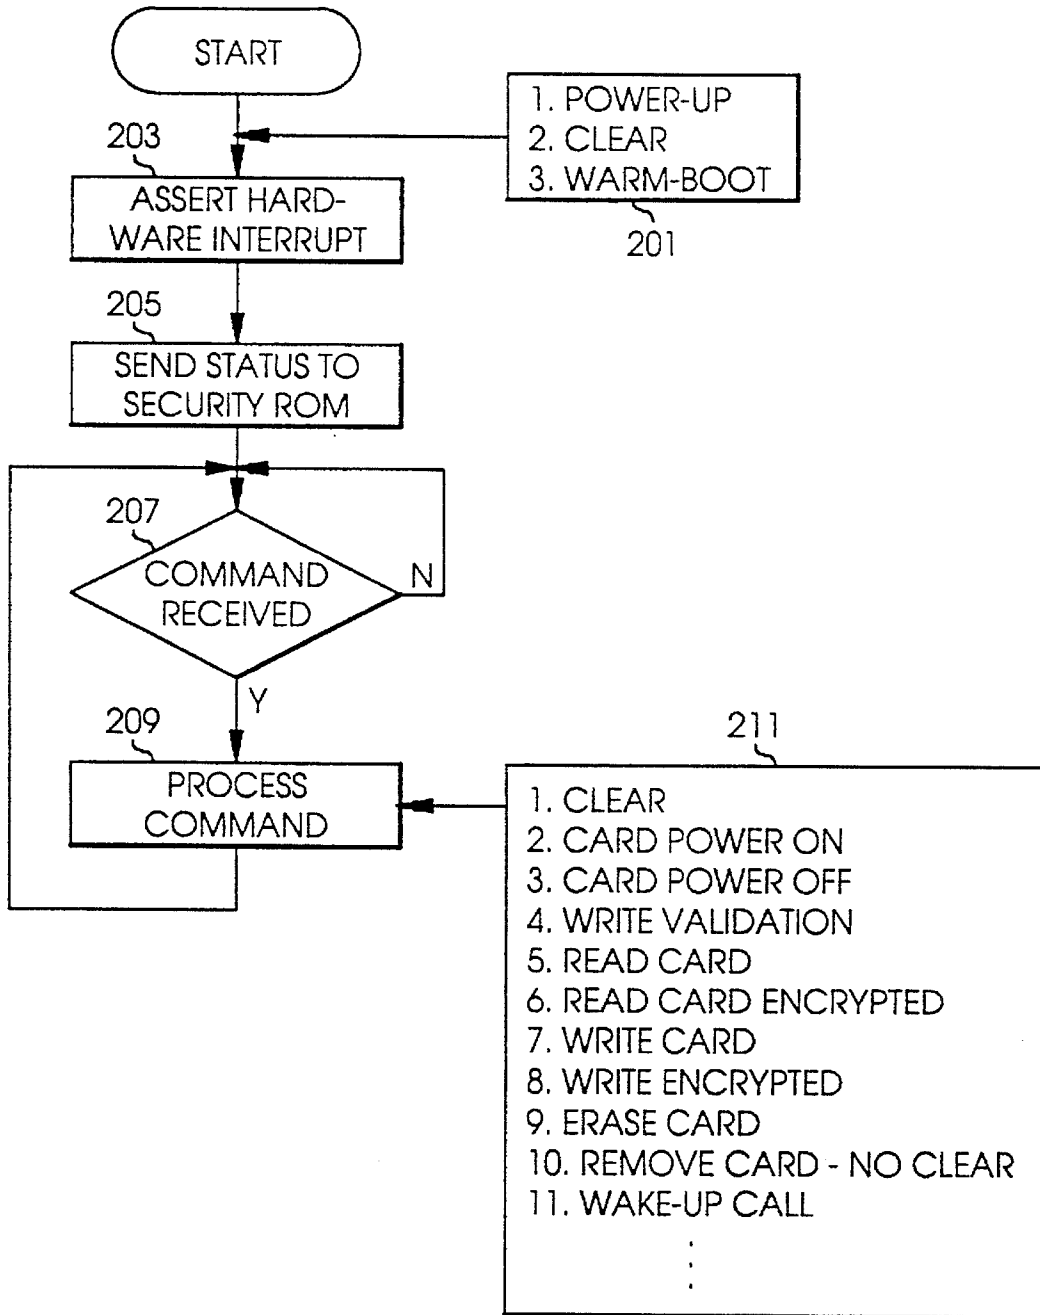 START
1. POWER-UP
2. CLEAR
3. WARM-BOOT
201
203
ASSERT HARD-
WARE INTERRUPT
205
SEND STATUS TO
SECURITY ROM
207
COMMAND
RECEIVED
N
Y
209
PROCESS
COMMAND
211
1. CLEAR
2. CARD POWER ON
3. CARD POWER OFF
4. WRITE VALIDATION
5. READ CARD
6. READ CARD ENCRYPTED
7. WRITE CARD
8. WRITE ENCRYPTED
9. ERASE CARD
10. REMOVE CARD - NO CLEAR
11. WAKE-UP CALL
.
.
.